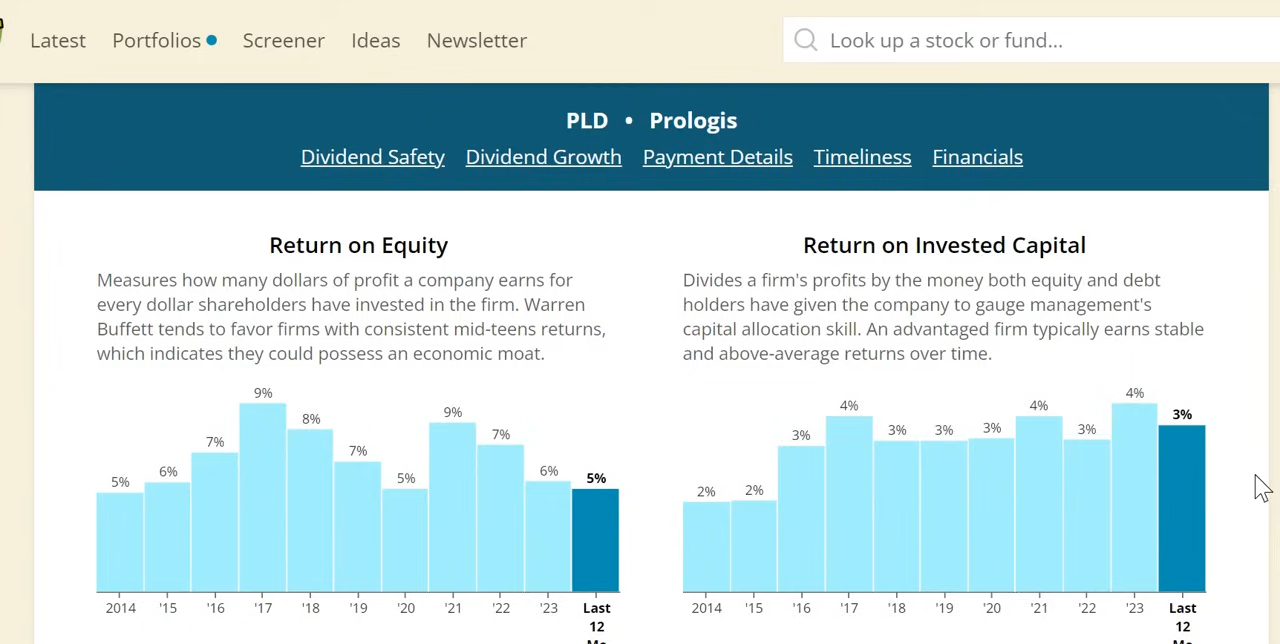 Latest Portfolios Screener Ideas Newsletter Look up a stock or fund...
PLD • Prologis
Dividend Safety Dividend Growth Payment Details Timeliness Financials
Return on Equity
Measures how many dollars of profit a company earns for
every dollar shareholders have invested in the firm. Warren
Buffett tends to favor firms with consistent mid-teens returns,
which indicates they could possess an economic moat.
5% 6% 7% 9% 8% 7% 5% 9% 7% 6% 5%
2014 '15 '16 '17 '18 '19 '20 '21 '22 '23 Last
12
Mo
Return on Invested Capital
Divides a firm's profits by the money both equity and debt
holders have given the company to gauge management's
capital allocation skill. An advantaged firm typically earns stable
and above-average returns over time.
2% 2% 3% 4% 3% 3% 3% 4% 3% 4% 3%
2014 '15 '16 '17 '18 '19 '20 '21 '22 '23 Last
12
Mo